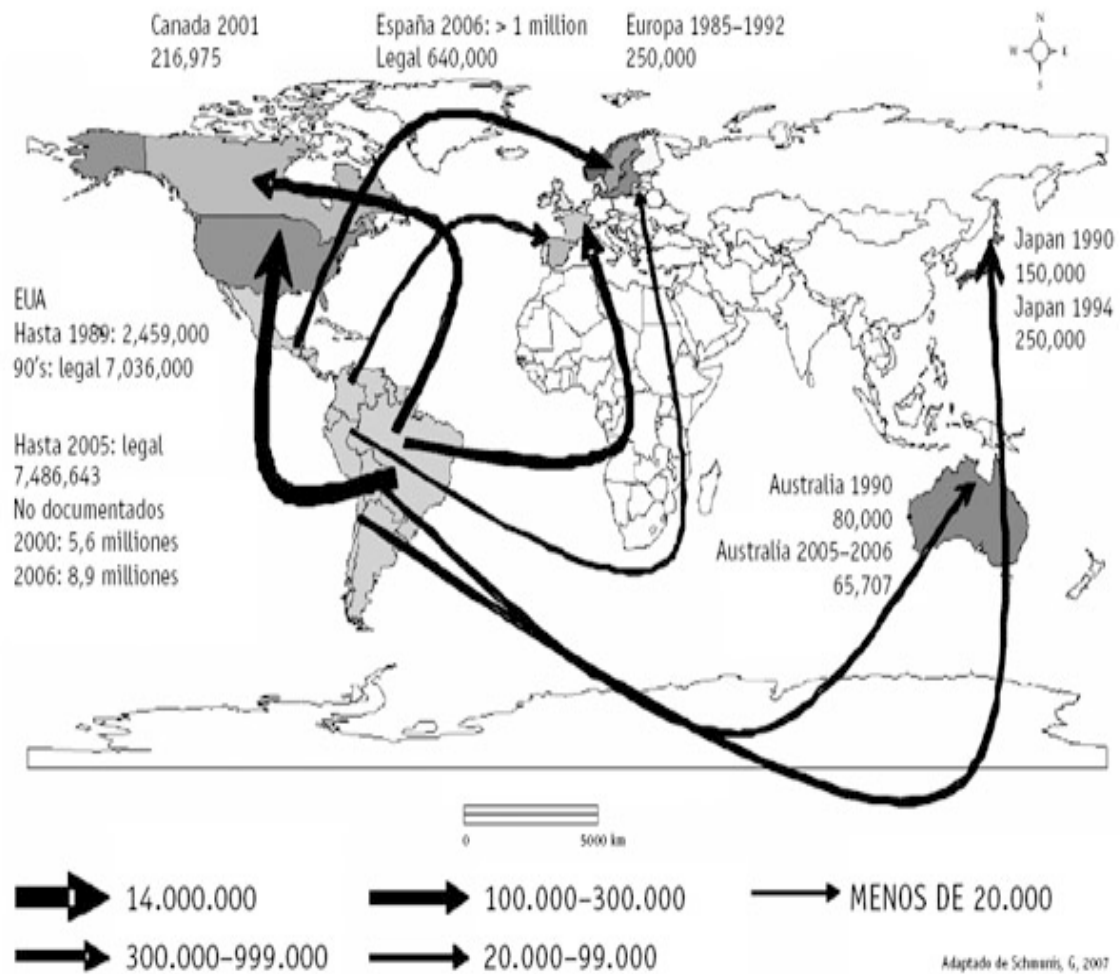 Canada 2001
216,975
España 2006: > 1 million
Legal 640,000
Europa 1985–1992
250,000
N
W E
S
Japan 1990
150,000
Japan 1994
250,000
EUA
Hasta 1989: 2,459,000
90's: legal 7,036,000
Hasta 2005: legal
7,486,643
No documentados
2000: 5,6 milliones
2006: 8,9 milliones
Australia 1990
80,000
Australia 2005–2006
65,707
0 5000 km
14.000.000
100.000–300.000
MENOS DE 20.000
300.000–999.000
20.000–99.000
Adaptado de Schmunis, G, 2007